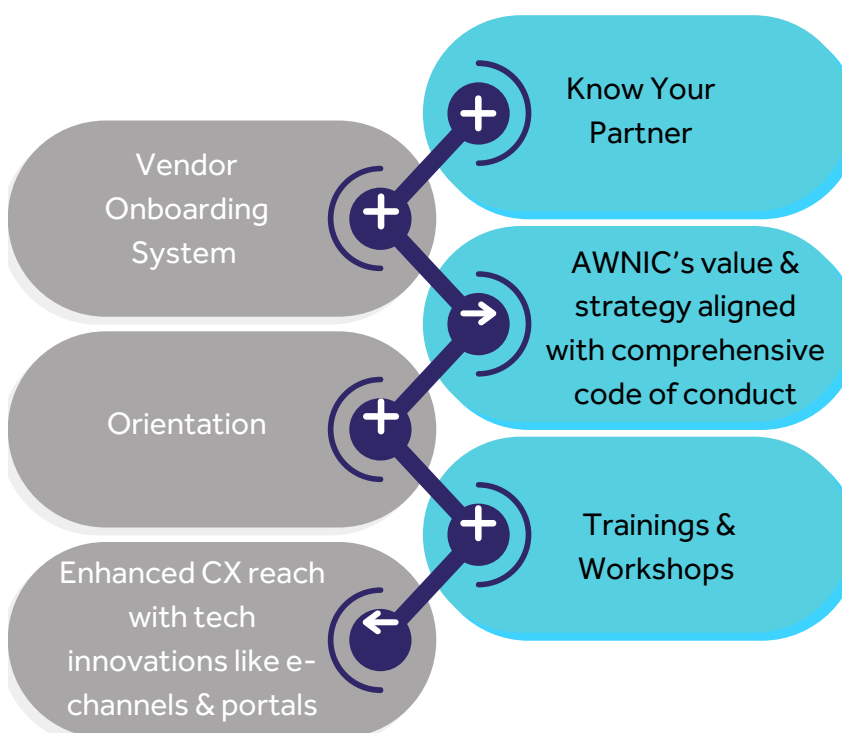 Know Your
Partner
Vendor
Onboarding
System
AWNIC’s value &
strategy aligned
with comprehensive
code of conduct
Orientation
Trainings &
Workshops
Enhanced CX reach
with tech
innovations like e-
channels & portals